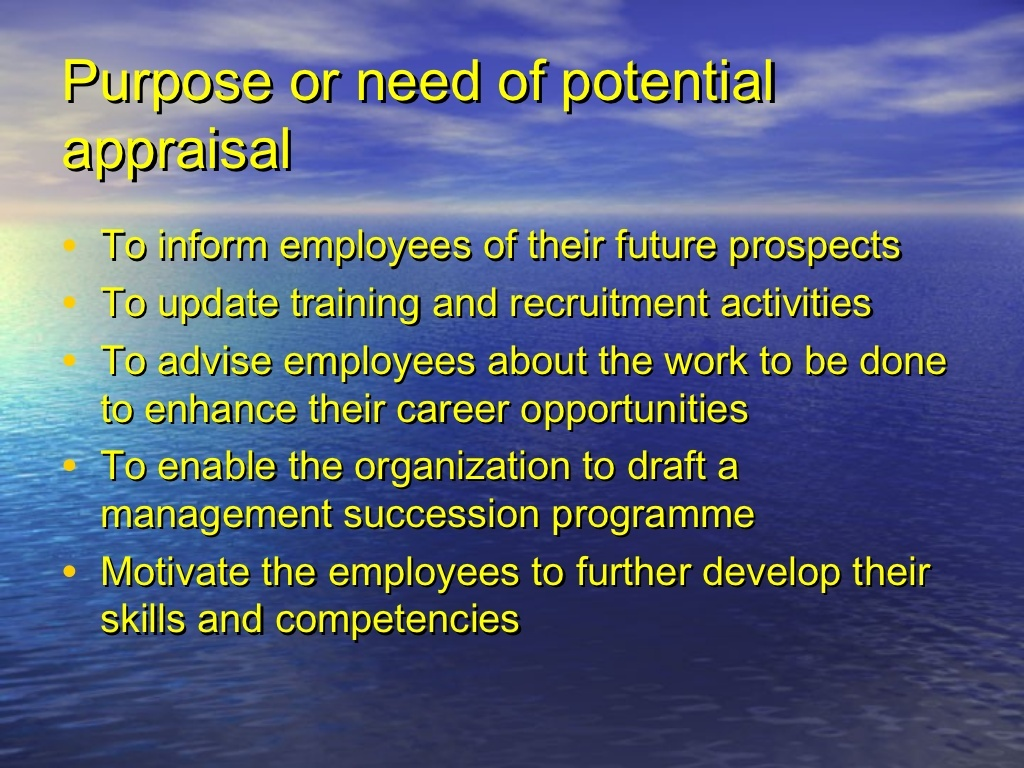 Purpose or need of potential
appraisal
• To inform employees of their future prospects
• To update training and recruitment activities
• To advise employees about the work to be done
to enhance their career opportunities
• To enable the organization to draft a
management succession programme
• Motivate the employees to further develop their
skills and competencies